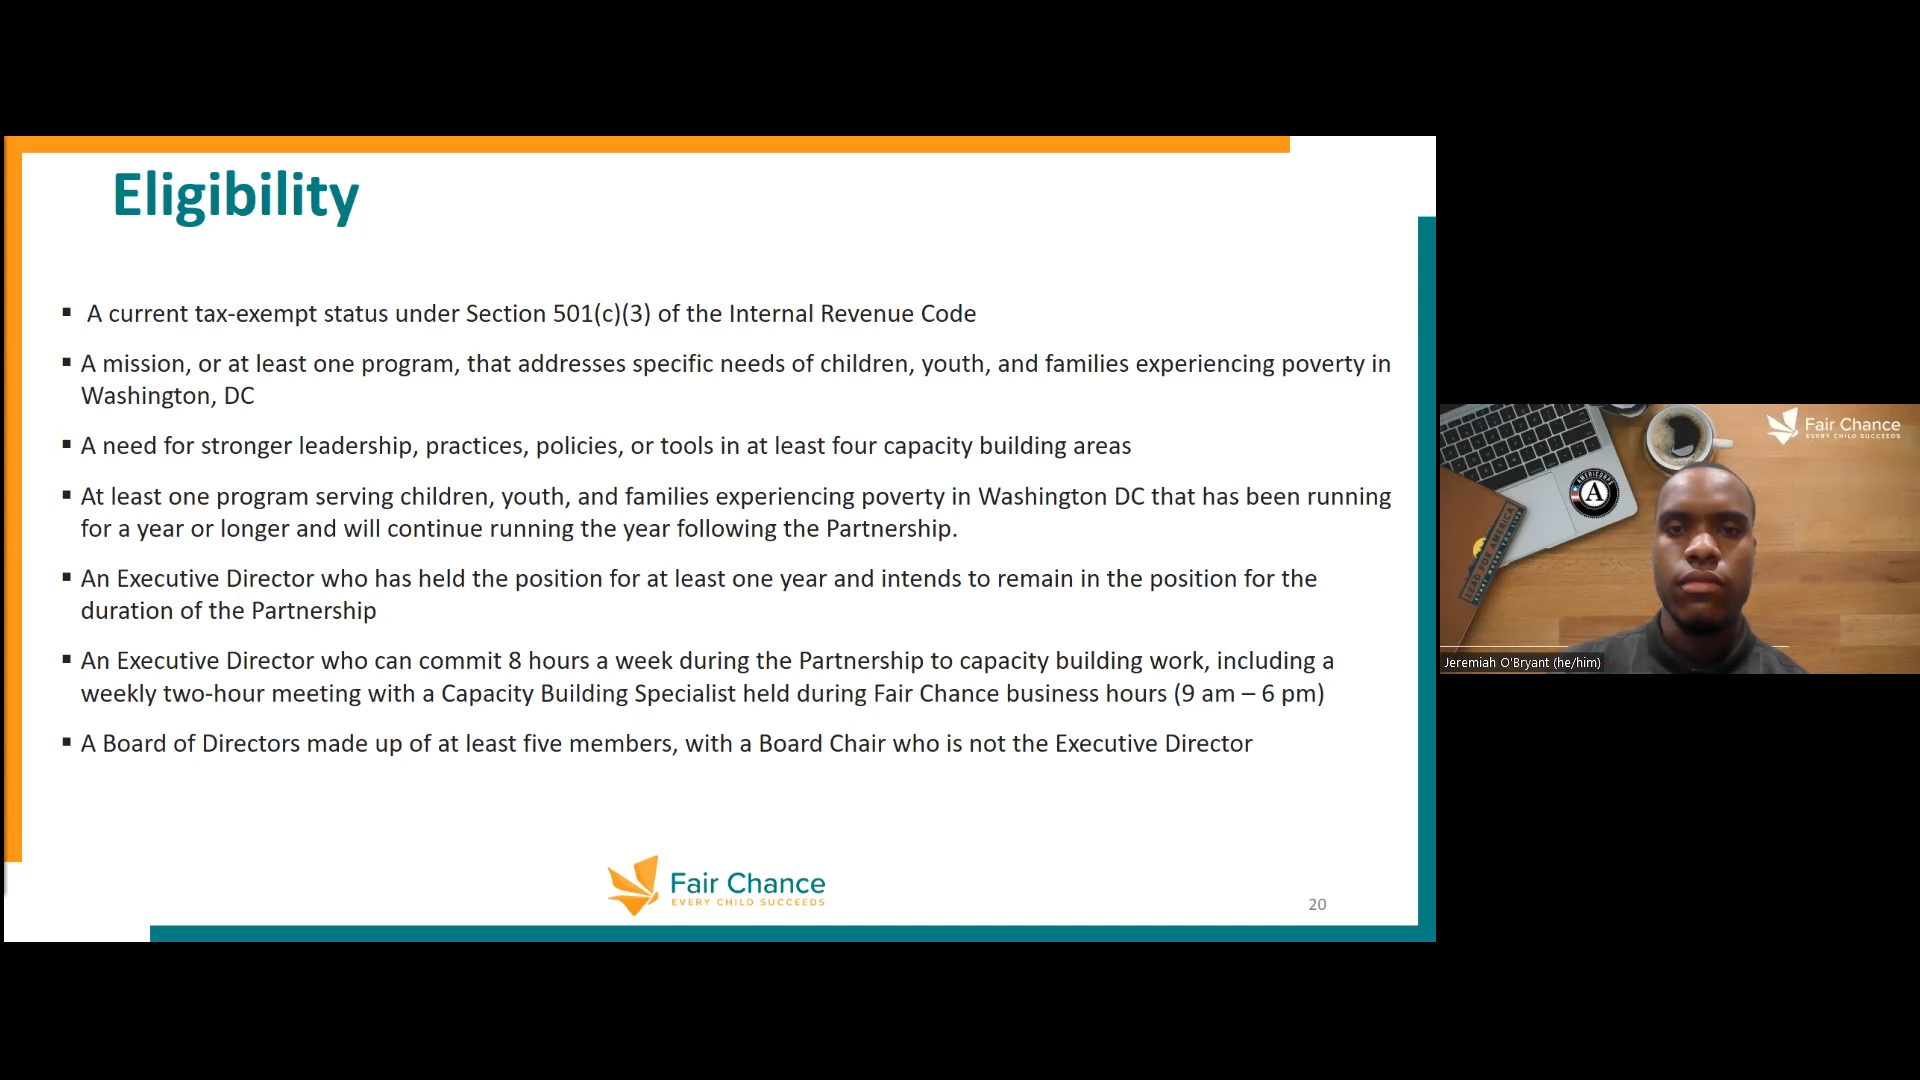 Eligibility
▪ A current tax-exempt status under Section 501(c)(3) of the Internal Revenue Code
▪ A mission, or at least one program, that addresses specific needs of children, youth, and families experiencing poverty in
Washington, DC
▪ A need for stronger leadership, practices, policies, or tools in at least four capacity building areas
▪ At least one program serving children, youth, and families experiencing poverty in Washington DC that has been running
for a year or longer and will continue running the year following the Partnership.
▪ An Executive Director who has held the position for at least one year and intends to remain in the position for the
duration of the Partnership
▪ An Executive Director who can commit 8 hours a week during the Partnership to capacity building work, including a
weekly two-hour meeting with a Capacity Building Specialist held during Fair Chance business hours (9 am – 6 pm)
▪ A Board of Directors made up of at least five members, with a Board Chair who is not the Executive Director
Fair Chance
EVERY CHILD SUCCEEDS
20
Fair Chance
EVERY CHILD SUCCEEDS
AMERICORPS
A
LEAD FOR AMERICA
START WHERE YOU LIVE
Jeremiah O'Bryant (he/him)